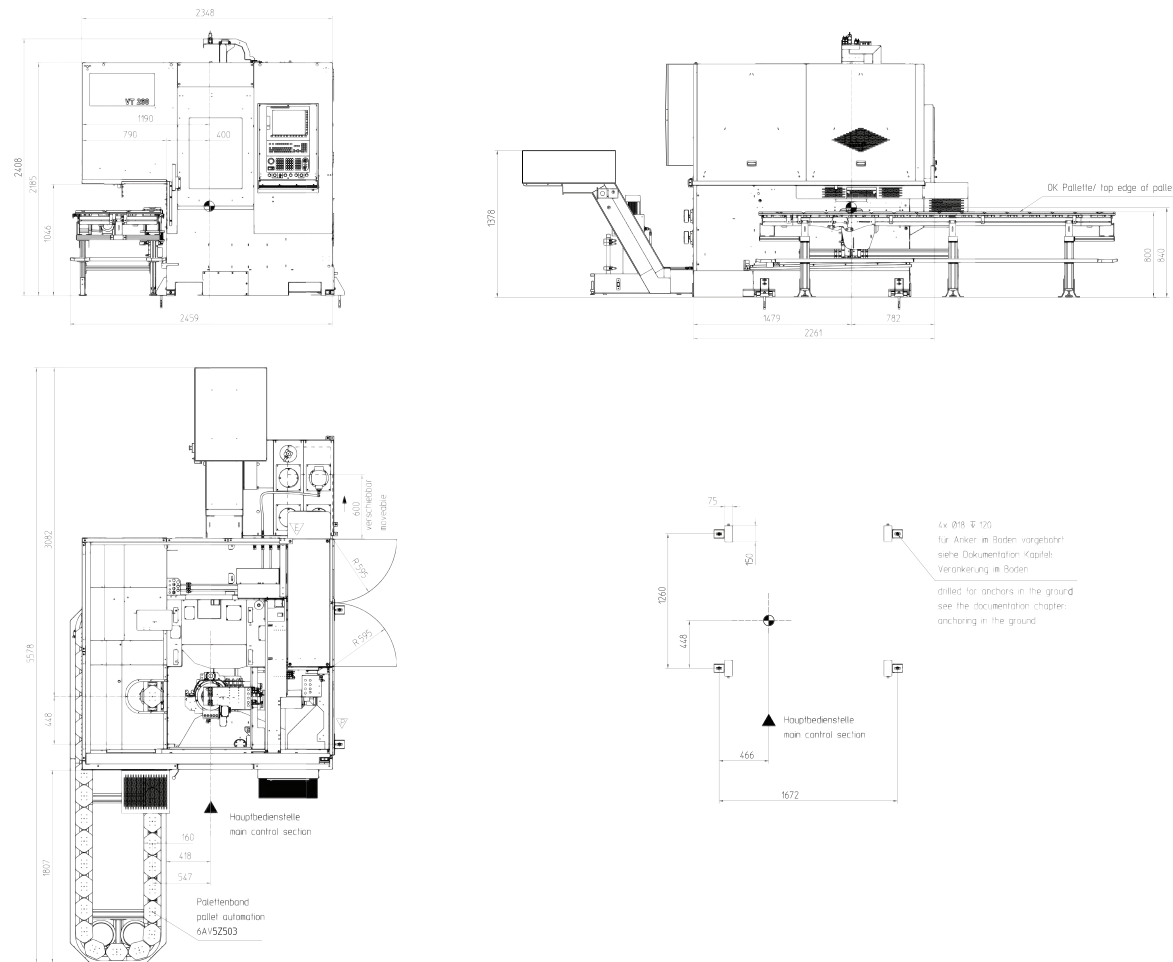 2348
VT 280
1190
790
400
2408
2185
1046
2459
OK Pallette/ top edge of palle
1378
800
840
1479
782
2261
3082
5578
448
1807
600
verschiebbar
moveable
R 595
R 595
Hauptbedienstelle
main control section
160
418
547
Palettenband
pallet automation
6AV5Z503
75
150
1260
448
4x Ø18 ↧ 120
für Anker im Boden vorgebohrt
siehe Dokumentation Kapitel:
Verankerung im Boden
drilled for anchors in the ground
see the documentation chapter:
anchoring in the ground
Hauptbedienstelle
main control section
466
1672